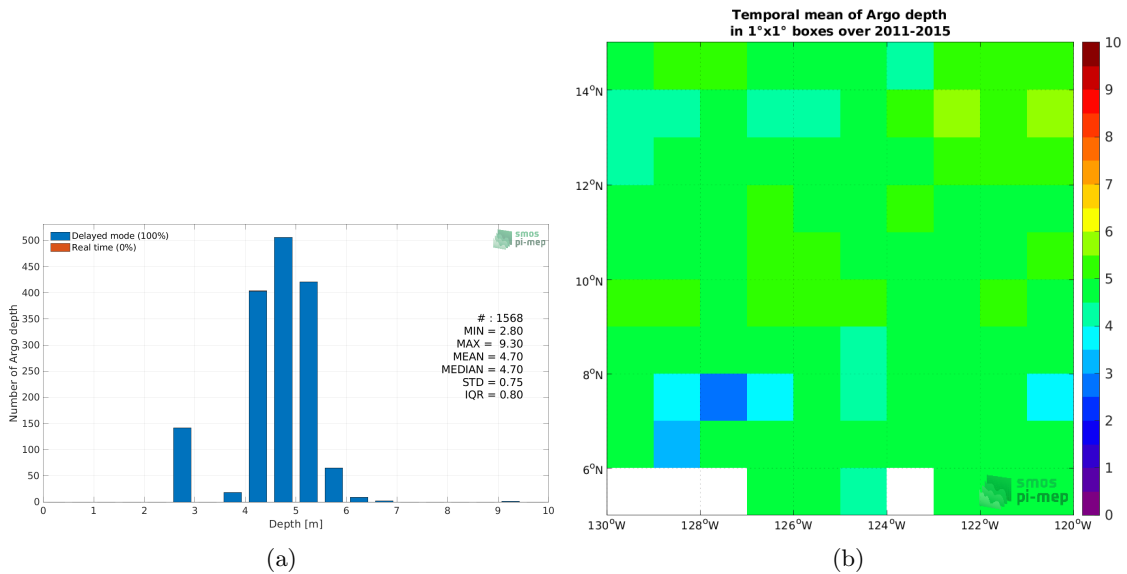 Delayed mode (100%)
Real time (0%)
smos
pi-mep
500
450
400
350
300
250
200
150
100
50
0
Number of Argo depth
# : 1568
MIN = 2.80
MAX = 9.30
MEAN = 4.70
MEDIAN = 4.70
STD = 0.75
IQR = 0.80
0 1 2 3 4 5 6 7 8 9 10
Depth [m]
(a)
Temporal mean of Argo depth
in 1°x1° boxes over 2011-2015
14°N
12°N
10°N
8°N
6°N
130°W 128°W 126°W 124°W 122°W 120°W
smos
pi-mep
10
9
8
7
6
5
4
3
2
1
0
(b)